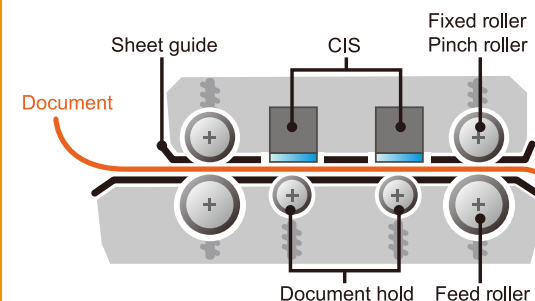 Fixed roller
Pinch roller
Sheet guide
CIS
Document
Document hold
Feed roller